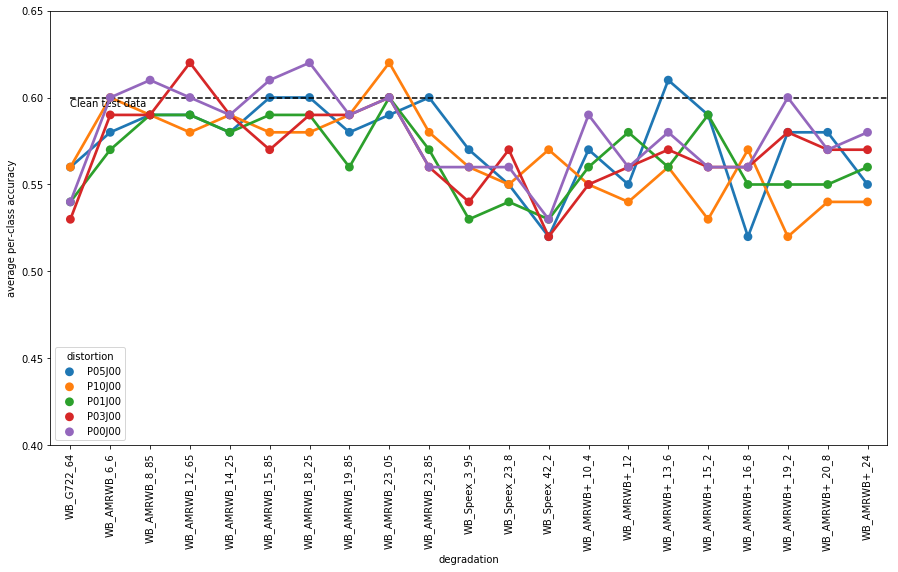 0.65
0.60
0.55
0.50
0.45
0.40
average per-class accuracy
Clean test data
distortion
P05J00
P10J00
P01J00
P03J00
P00J00
WB_G722_64
WB_AMRWB_6_6
WB_AMRWB_8_85
WB_AMRWB_12_65
WB_AMRWB_14_25
WB_AMRWB_15_85
WB_AMRWB_18_25
WB_AMRWB_19_85
WB_AMRWB_23_05
WB_AMRWB_23_85
WB_Speex_3_95
WB_Speex_23_8
WB_Speex_42_2
WB_AMRWB+_10_4
WB_AMRWB+_12
WB_AMRWB+_13_6
WB_AMRWB+_15_2
WB_AMRWB+_16_8
WB_AMRWB+_19_2
WB_AMRWB+_20_8
WB_AMRWB+_24
degradation